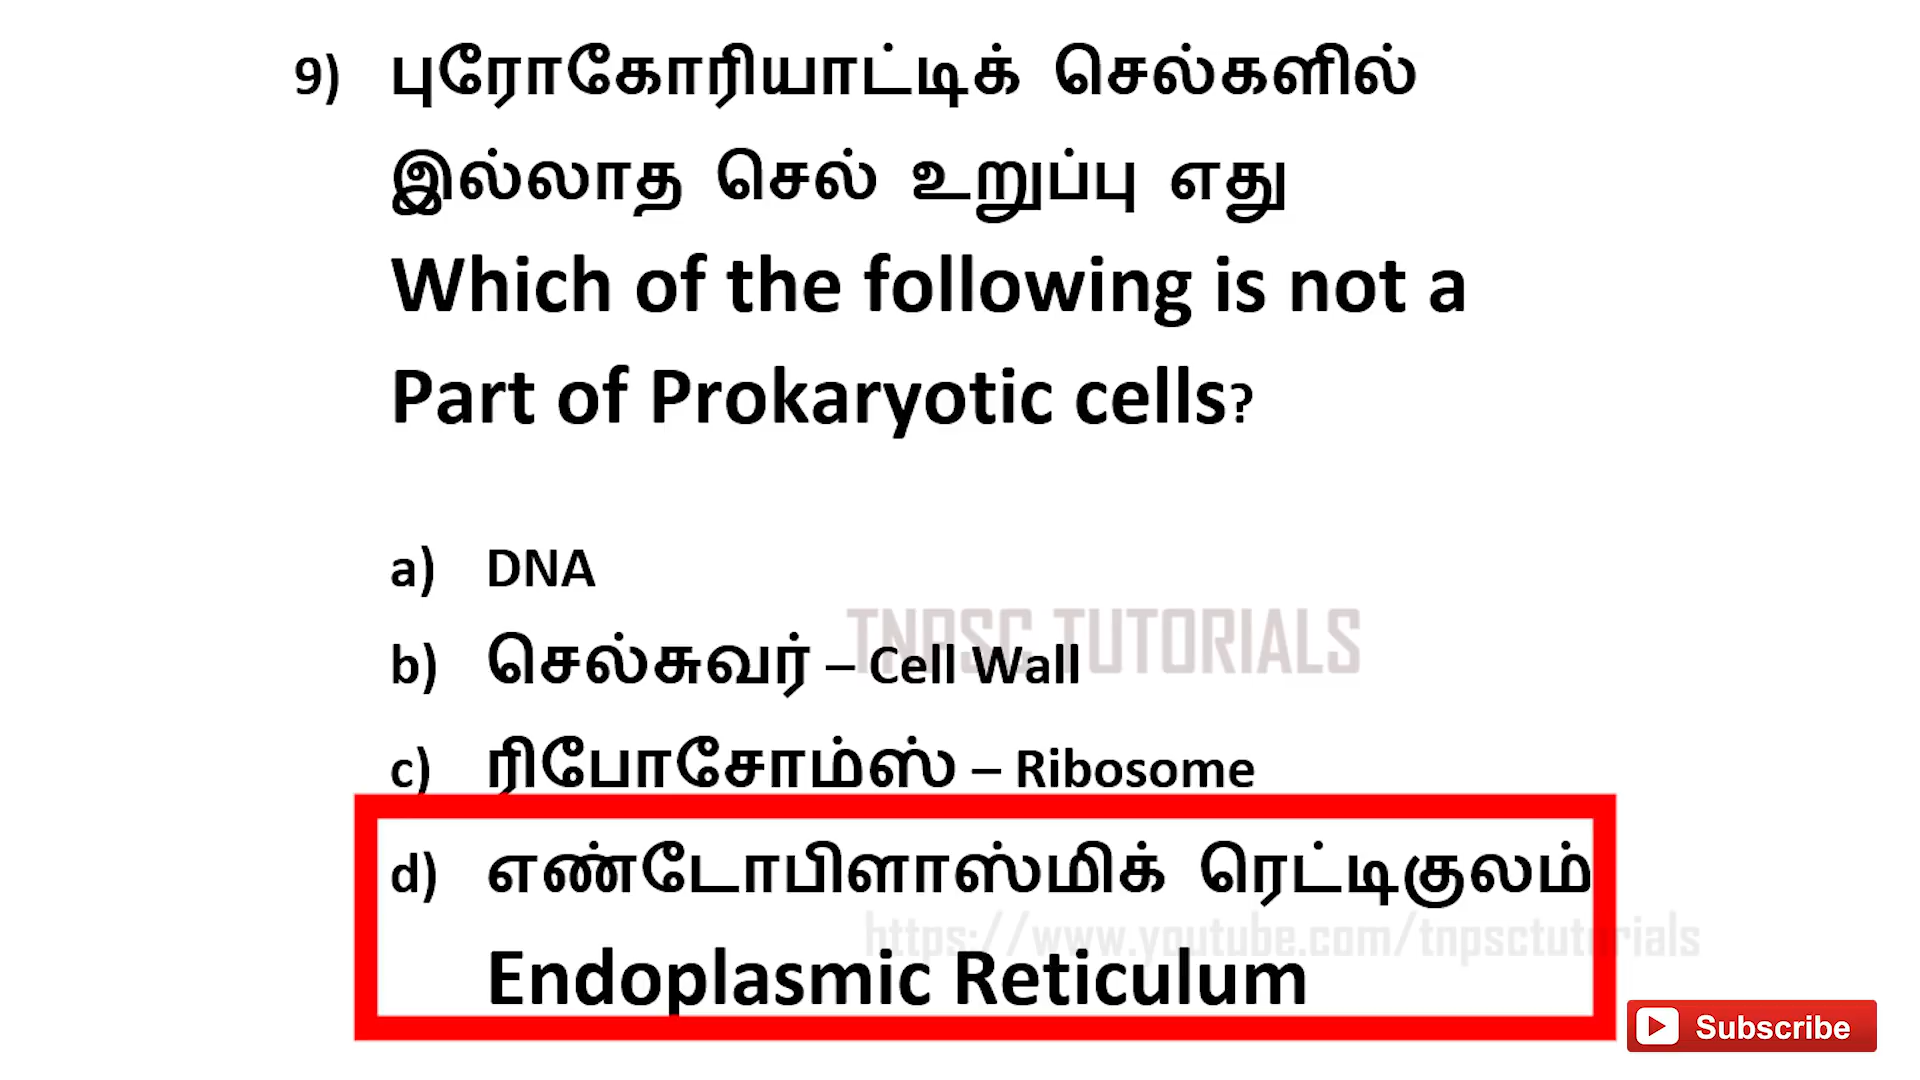 9) புரோகோரியாட்டிக் செல்களில்
இல்லாத செல் உறுப்பு எது
Which of the following is not a
Part of Prokaryotic cells?
a) DNA
TNPSC TUTORIALS
b) செல்சுவர் – Cell Wall
c) ரிபோசோம்ஸ் – Ribosome
d) எண்டோபிளாஸ்மிக் ரெட்டிகுலம்
https://www.youtube.com/tnpsctutorials
Endoplasmic Reticulum
Subscribe